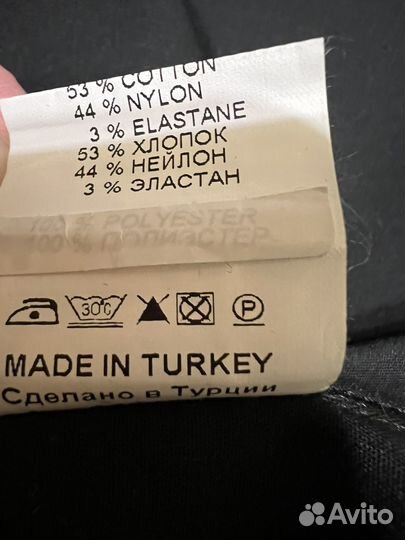 53 % COTTON
44 % NYLON
3 % ELASTANE
53 % ХЛОПОК
44 % НЕЙЛОН
3 % ЭЛАСТАН
100 % POLYESTER
100 % ПОЛИЭСТЕР
30°C
P
MADE IN TURKEY
Сделано в Турции
Avito